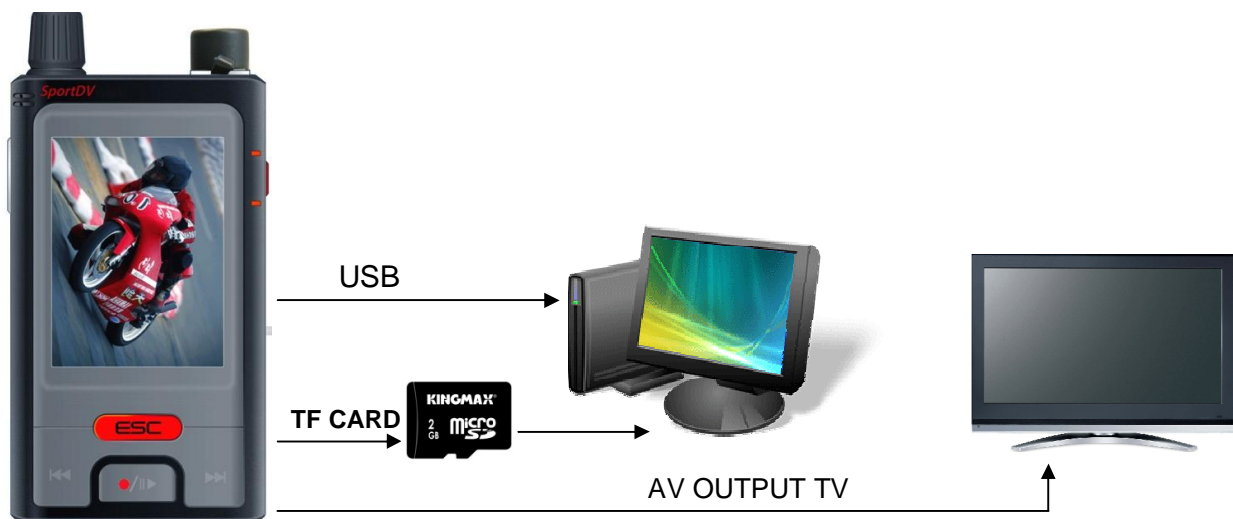 SportDV
USB
TF CARD
KINGMAX®
2
GB
Micro
SD
ESC
AV OUTPUT TV